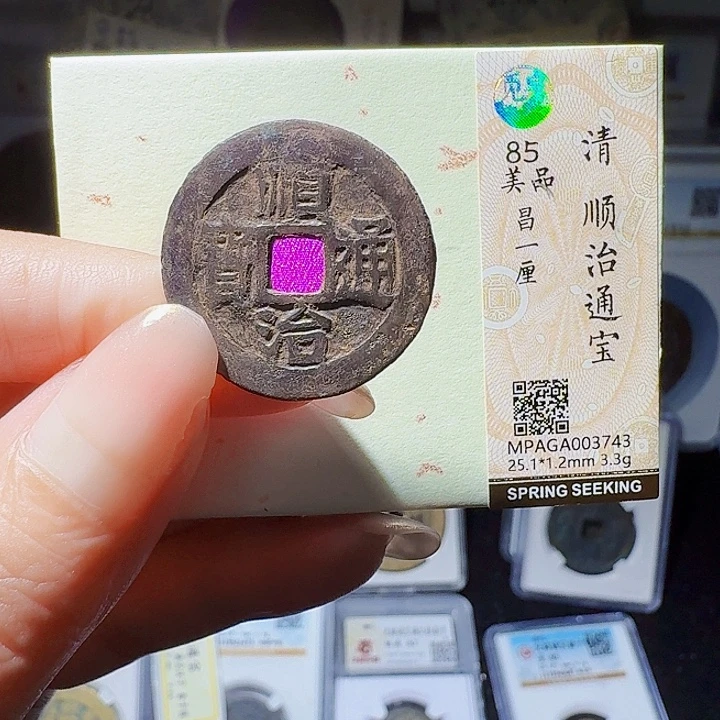 順治通寶
清 顺治通宝
85
美品
昌一厘
MPAGA003743
25.1*1.2mm 3.3g
SPRING SEEKING